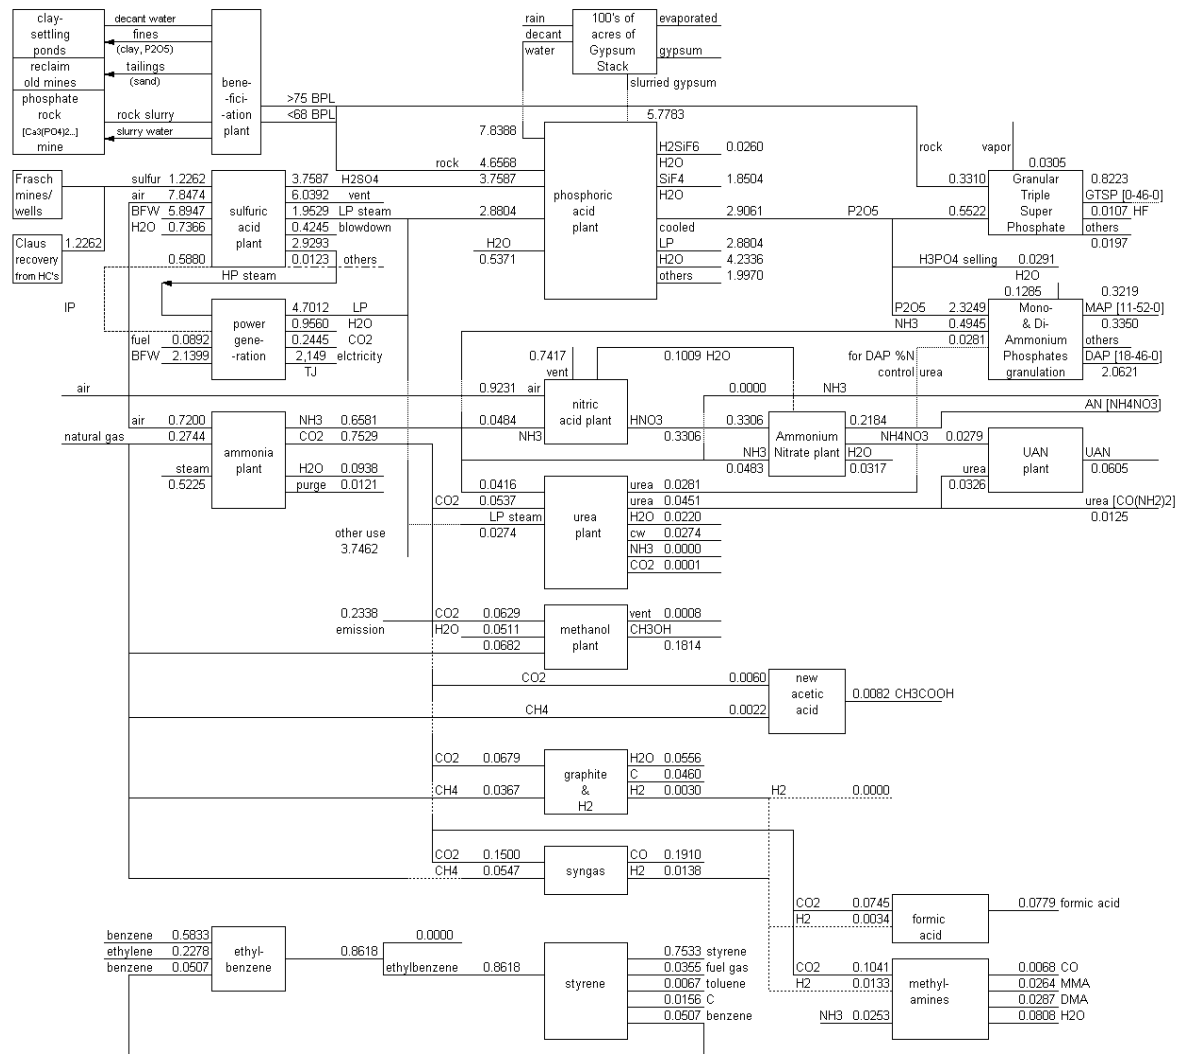 clay-
settling
ponds
reclaim
old mines
phosphate
rock
[Ca3(PO4)2...]
mine
decant water
fines
(clay, P2O5)
tailings
(sand)
rock slurry
slurry water
bene-
-fici-
-ation
plant
>75 BPL
<68 BPL
rain
decant
water
100's of
acres of
Gypsum
Stack
evaporated
gypsum
slurried gypsum
5.7783
7.8388
rock 4.6568
H2SO4 3.7587
2.8804
H2O
0.5371
phosphoric
acid
plant
H2SiF6 0.0260
H2O
SiF4 1.8504
H2O
2.9061
cooled
LP 2.8804
H2O 4.2336
others 1.9970
P2O5
rock vapor
0.0305
0.3310
0.5522
Granular
Triple
Super
Phosphate
0.8223
GTSP [0-46-0]
0.0107 HF
others
0.0197
H3PO4 selling 0.0291
H2O
0.1285
P2O5 2.3249
NH3 0.4945
0.0281
for DAP %N
control urea
Mono-
& Di-
Ammonium
Phosphates
granulation
0.3219
MAP [11-52-0]
0.3350
others
DAP [18-46-0]
2.0621
Frasch
mines/
wells
Claus
recovery
from HC's
1.2262
sulfur 1.2262
air 7.8474
BFW 5.8947
H2O 0.7366
0.5880
sulfuric
acid
plant
3.7587
6.0392 vent
1.9529 LP steam
0.4245 blowdown
2.9293
0.0123 others
HP steam
IP
fuel 0.0892
BFW 2.1399
power
gene-
-ration
4.7012 LP
0.9560 H2O
0.2445 CO2
2,149 elctricity
TJ
air
natural gas
air 0.7200
0.2744
steam
0.5225
ammonia
plant
NH3 0.6581
CO2 0.7529
H2O 0.0938
purge 0.0121
0.7417
vent
0.1009 H2O
0.9231 air
0.0484
NH3
nitric
acid plant
HNO3
0.3306
0.3306
0.0000 NH3
AN [NH4NO3]
NH3
0.0483
Ammonium
Nitrate plant
0.2184
NH4NO3 0.0279
H2O
0.0317
urea
0.0326
UAN
plant
UAN
0.0605
urea [CO(NH2)2]
0.0125
0.0416
CO2 0.0537
LP steam
0.0274
urea
plant
urea 0.0281
urea 0.0451
H2O 0.0220
cw 0.0274
NH3 0.0000
CO2 0.0001
other use
3.7462
0.2338
emission
CO2 0.0629
H2O 0.0511
0.0682
methanol
plant
vent 0.0008
CH3OH
0.1814
CO2 0.0060
CH4 0.0022
new
acetic
acid
0.0082 CH3COOH
CO2 0.0679
CH4 0.0367
graphite
&
H2
H2O 0.0556
C 0.0460
H2 0.0030
H2 0.0000
CO2 0.1500
CH4 0.0547
syngas
CO 0.1910
H2 0.0138
CO2 0.0745
H2 0.0034
formic
acid
0.0779 formic acid
benzene 0.5833
ethylene 0.2278
benzene 0.0507
ethyl-
benzene
0.8618
0.0000
ethylbenzene 0.8618
styrene
0.7533 styrene
0.0355 fuel gas
0.0067 toluene
0.0156 C
0.0507 benzene
CO2 0.1041
H2 0.0133
NH3 0.0253
methyl-
amines
0.0068 CO
0.0264 MMA
0.0287 DMA
0.0808 H2O